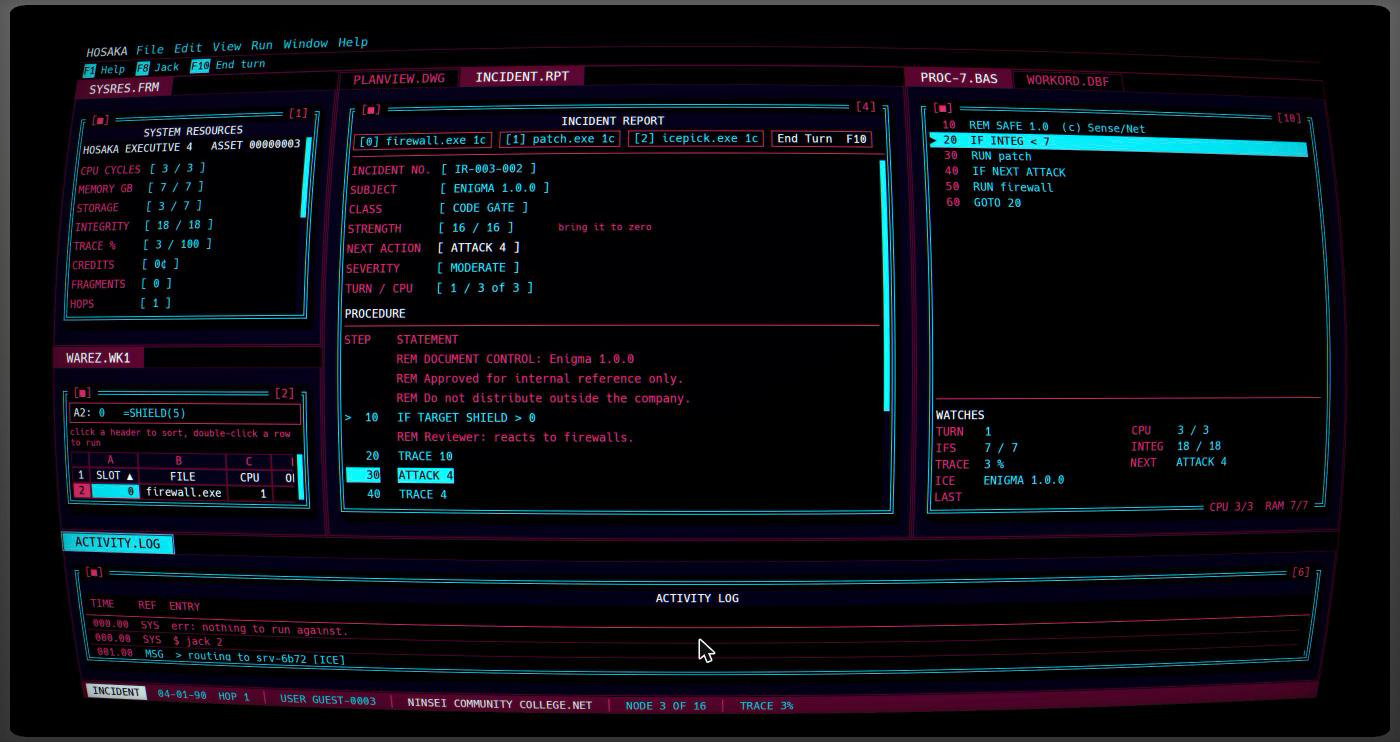 HOSAKA File Edit View Run Window Help
F1 Help F8 Jack F10 End turn
SYSRES.FRM
[■] [1]
SYSTEM RESOURCES
HOSAKA EXECUTIVE 4 ASSET 00000003
CPU CYCLES [ 3 / 3 ]
MEMORY GB [ 7 / 7 ]
STORAGE [ 3 / 7 ]
INTEGRITY [ 18 / 18 ]
TRACE % [ 3 / 100 ]
CREDITS [ 0¢ ]
FRAGMENTS [ 0 ]
HOPS [ 1 ]
WAREZ.WK1
[■] [2]
A2: 0 =SHIELD(5)
click a header to sort, double-click a row
to run
A B C
1 SLOT ▲ FILE CPU
2 0 firewall.exe 1
PLANVIEW.DWG INCIDENT.RPT
[■] [4]
INCIDENT REPORT
[0] firewall.exe 1c [1] patch.exe 1c [2] icepick.exe 1c End Turn F10
INCIDENT NO. [ IR-003-002 ]
SUBJECT [ ENIGMA 1.0.0 ]
CLASS [ CODE GATE ]
STRENGTH [ 16 / 16 ] bring it to zero
NEXT ACTION [ ATTACK 4 ]
SEVERITY [ MODERATE ]
TURN / CPU [ 1 / 3 of 3 ]
PROCEDURE
STEP STATEMENT
REM DOCUMENT CONTROL: Enigma 1.0.0
REM Approved for internal reference only.
REM Do not distribute outside the company.
> 10 IF TARGET SHIELD > 0
REM Reviewer: reacts to firewalls.
20 TRACE 10
30 ATTACK 4
40 TRACE 4
PROC-7.BAS WORKORD.DBF
[■] [10]
10 REM SAFE 1.0 (c) Sense/Net
20 IF INTEG < 7
30 RUN patch
40 IF NEXT ATTACK
50 RUN firewall
60 GOTO 20
WATCHES
TURN 1 CPU 3 / 3
IFS 7 / 7 INTEG 18 / 18
TRACE 3 % NEXT ATTACK 4
ICE ENIGMA 1.0.0
LAST
CPU 3/3 RAM 7/7
ACTIVITY.LOG
[■] [6]
ACTIVITY LOG
TIME REF ENTRY
000.00 SYS err: nothing to run against.
000.00 SYS $ jack 2
001.00 MSG > routing to srv-6b72 [ICE]
INCIDENT 04-01-90 HOP 1 USER GUEST-0003 NINSEI COMMUNITY COLLEGE.NET NODE 3 OF 16 TRACE 3%